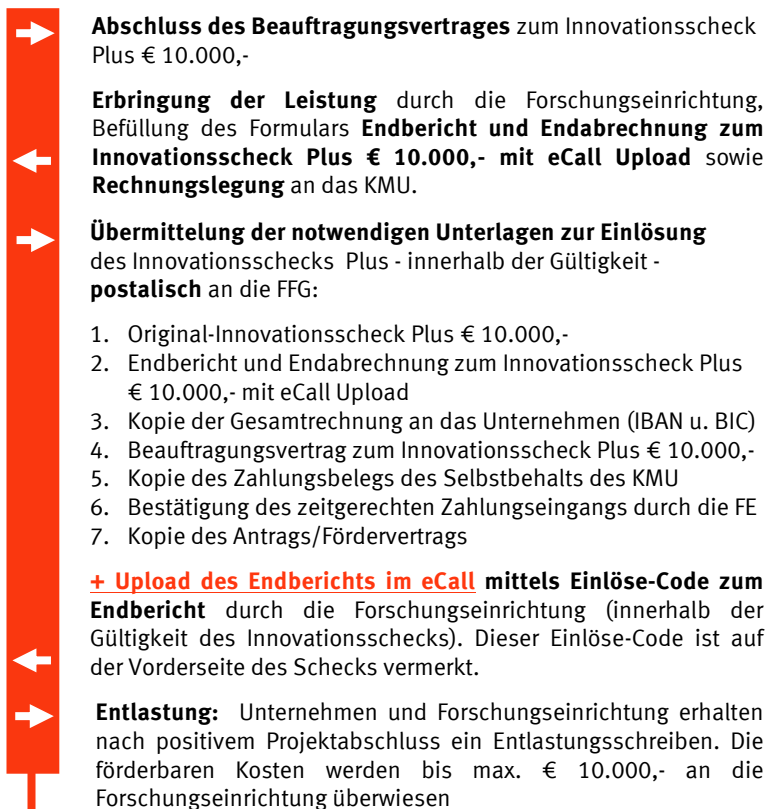 Abschluss des Beauftragungsvertrages zum Innovationsscheck
Plus € 10.000,-
Erbringung der Leistung durch die Forschungseinrichtung,
Befüllung des Formulars Endbericht und Endabrechnung zum
Innovationsscheck Plus € 10.000,- mit eCall Upload sowie
Rechnungslegung an das KMU.
Übermittelung der notwendigen Unterlagen zur Einlösung
des Innovationsschecks Plus - innerhalb der Gültigkeit -
postalisch an die FFG:
1. Original-Innovationsscheck Plus € 10.000,-
2. Endbericht und Endabrechnung zum Innovationsscheck Plus
€ 10.000,- mit eCall Upload
3. Kopie der Gesamtrechnung an das Unternehmen (IBAN u. BIC)
4. Beauftragungsvertrag zum Innovationsscheck Plus € 10.000,-
5. Kopie des Zahlungsbelegs des Selbstbehalts des KMU
6. Bestätigung des zeitgerechten Zahlungseingangs durch die FE
7. Kopie des Antrags/Fördervertrags
+ Upload des Endberichts im eCall mittels Einlöse-Code zum
Endbericht durch die Forschungseinrichtung (innerhalb der
Gültigkeit des Innovationsschecks). Dieser Einlöse-Code ist auf
der Vorderseite des Schecks vermerkt.
Entlastung: Unternehmen und Forschungseinrichtung erhalten
nach positivem Projektabschluss ein Entlastungsschreiben. Die
förderbaren Kosten werden bis max. € 10.000,- an die
Forschungseinrichtung überwiesen